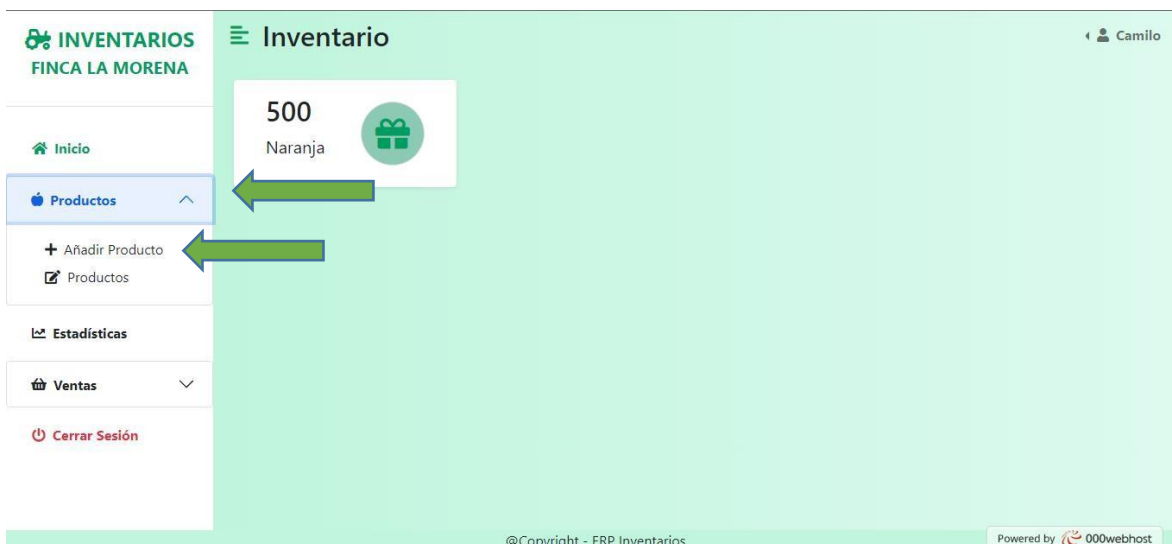 INVENTARIOS
FINCA LA MORENA
Inicio
Productos
Añadir Producto
Productos
Estadísticas
Ventas
Cerrar Sesión
Inventario
Camilo
500
Naranja
@Copyright - ERP Inventarios
Powered by 000webhost